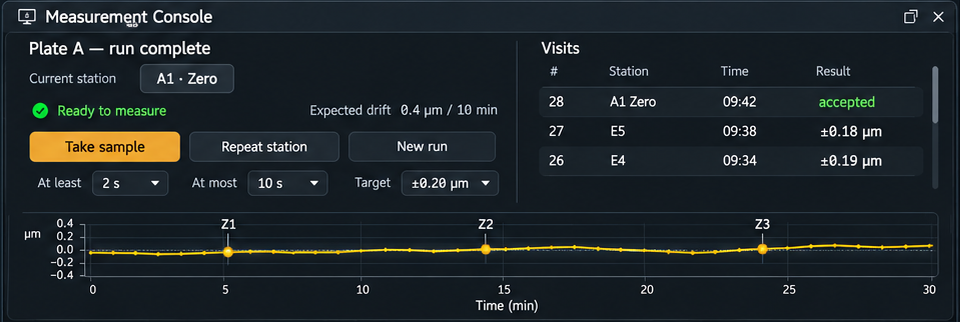 Measurement Console
Plate A — run complete
Current station A1 · Zero
Ready to measure Expected drift 0.4 µm / 10 min
Take sample Repeat station New run
At least 2 s At most 10 s Target ±0.20 µm
Visits
# Station Time Result
28 A1 Zero 09:42 accepted
27 E5 09:38 ±0.18 µm
26 E4 09:34 ±0.19 µm
µm
0.4
0.2
0.0
−0.2
−0.4
Z1 Z2 Z3
0 5 10 15 20 25 30
Time (min)